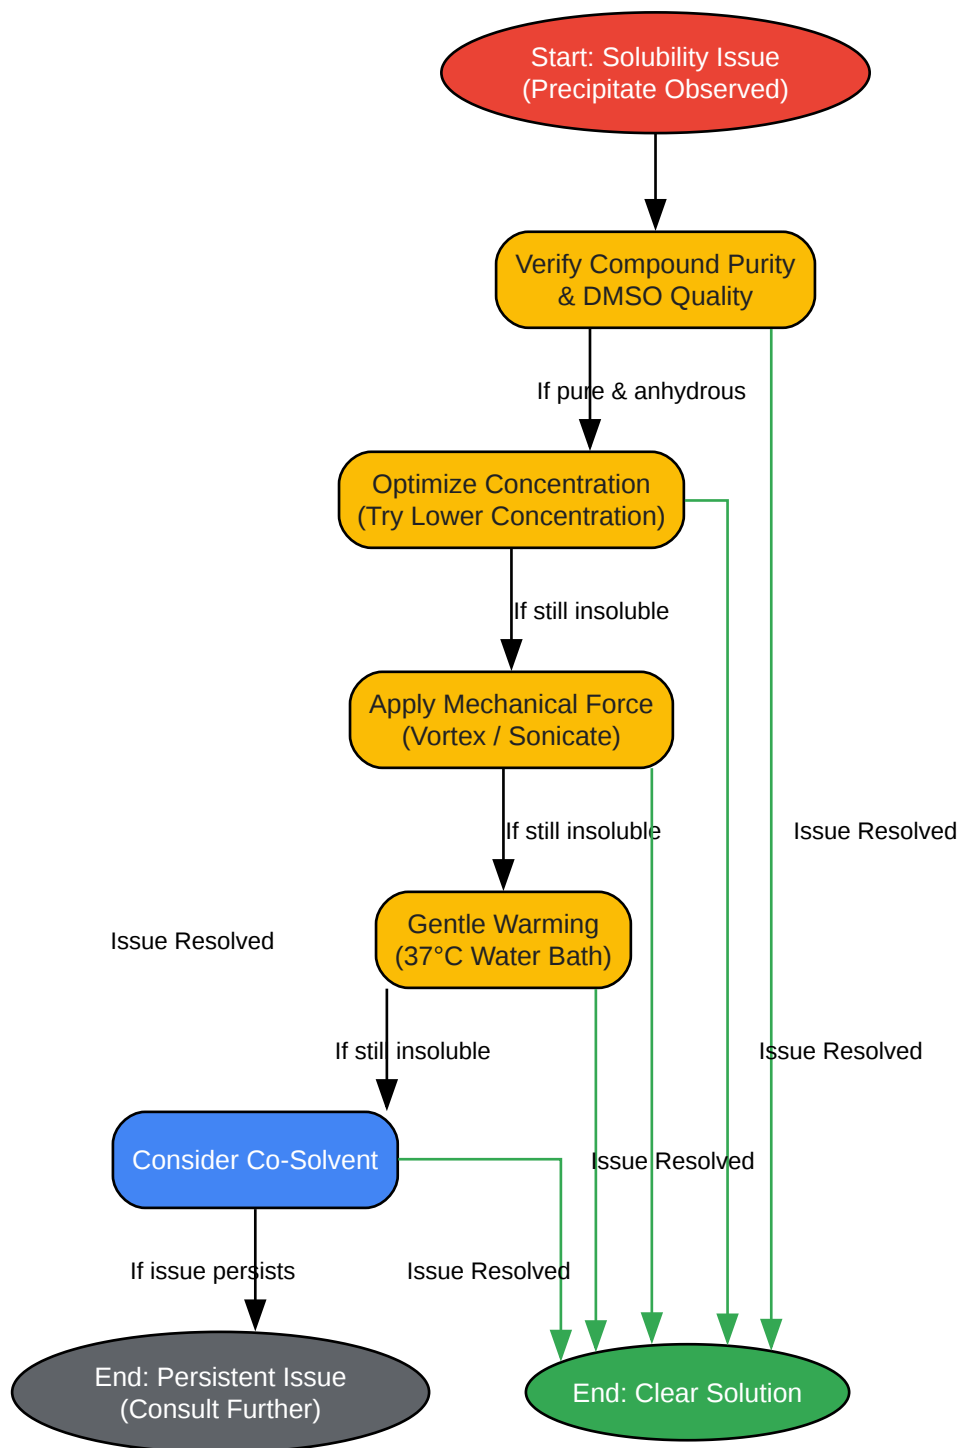 Start: Solubility Issue
(Precipitate Observed)
Verify Compound Purity
& DMSO Quality
If pure & anhydrous
Optimize Concentration
(Try Lower Concentration)
If still insoluble
Apply Mechanical Force
(Vortex / Sonicate)
If still insoluble
Issue Resolved
Gentle Warming
(37°C Water Bath)
Issue Resolved
If still insoluble
Issue Resolved
Consider Co-Solvent
Issue Resolved
If issue persists
Issue Resolved
End: Persistent Issue
(Consult Further)
End: Clear Solution